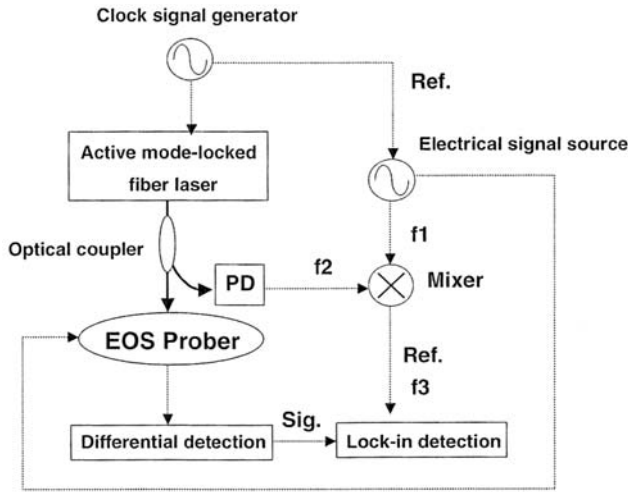 Clock signal generator
Ref.
Electrical signal source
Active mode-locked
fiber laser
f1
Optical coupler
f2
PD
Mixer
EOS Prober
Ref.
f3
Sig.
Differential detection
Lock-in detection